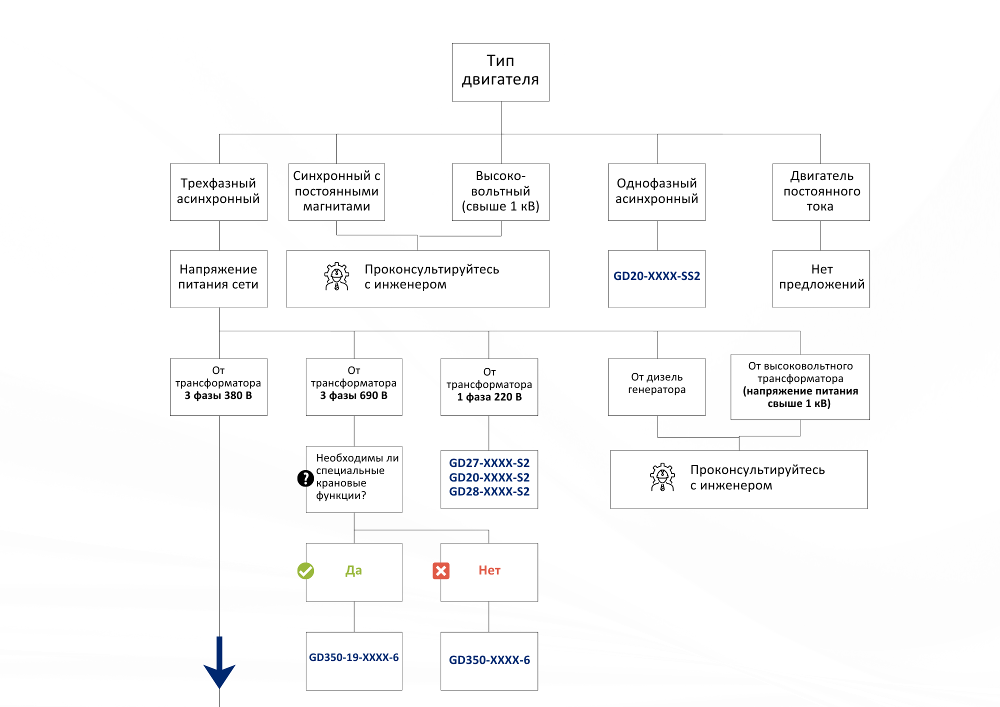 Тип
двигателя
Трехфазный
асинхронный
Синхронный с
постоянными
магнитами
Высоко-
вольтный
(свыше 1 кВ)
Однофазный
асинхронный
Двигатель
постоянного
тока
Напряжение
питания сети
Проконсультируйтесь
с инженером
GD20-XXXX-SS2
Нет
предложений
От
трансформатора
3 фазы 380 В
От
трансформатора
3 фазы 690 В
От
трансформатора
1 фаза 220 В
От дизель
генератора
От высоковольтного
трансформатора
(напряжение питания
свыше 1 кВ)
?
Необходимы ли
специальные
крановые
функции?
GD27-XXXX-S2
GD20-XXXX-S2
GD28-XXXX-S2
Проконсультируйтесь
с инженером
Да
Нет
GD350-19-XXXX-6
GD350-XXXX-6